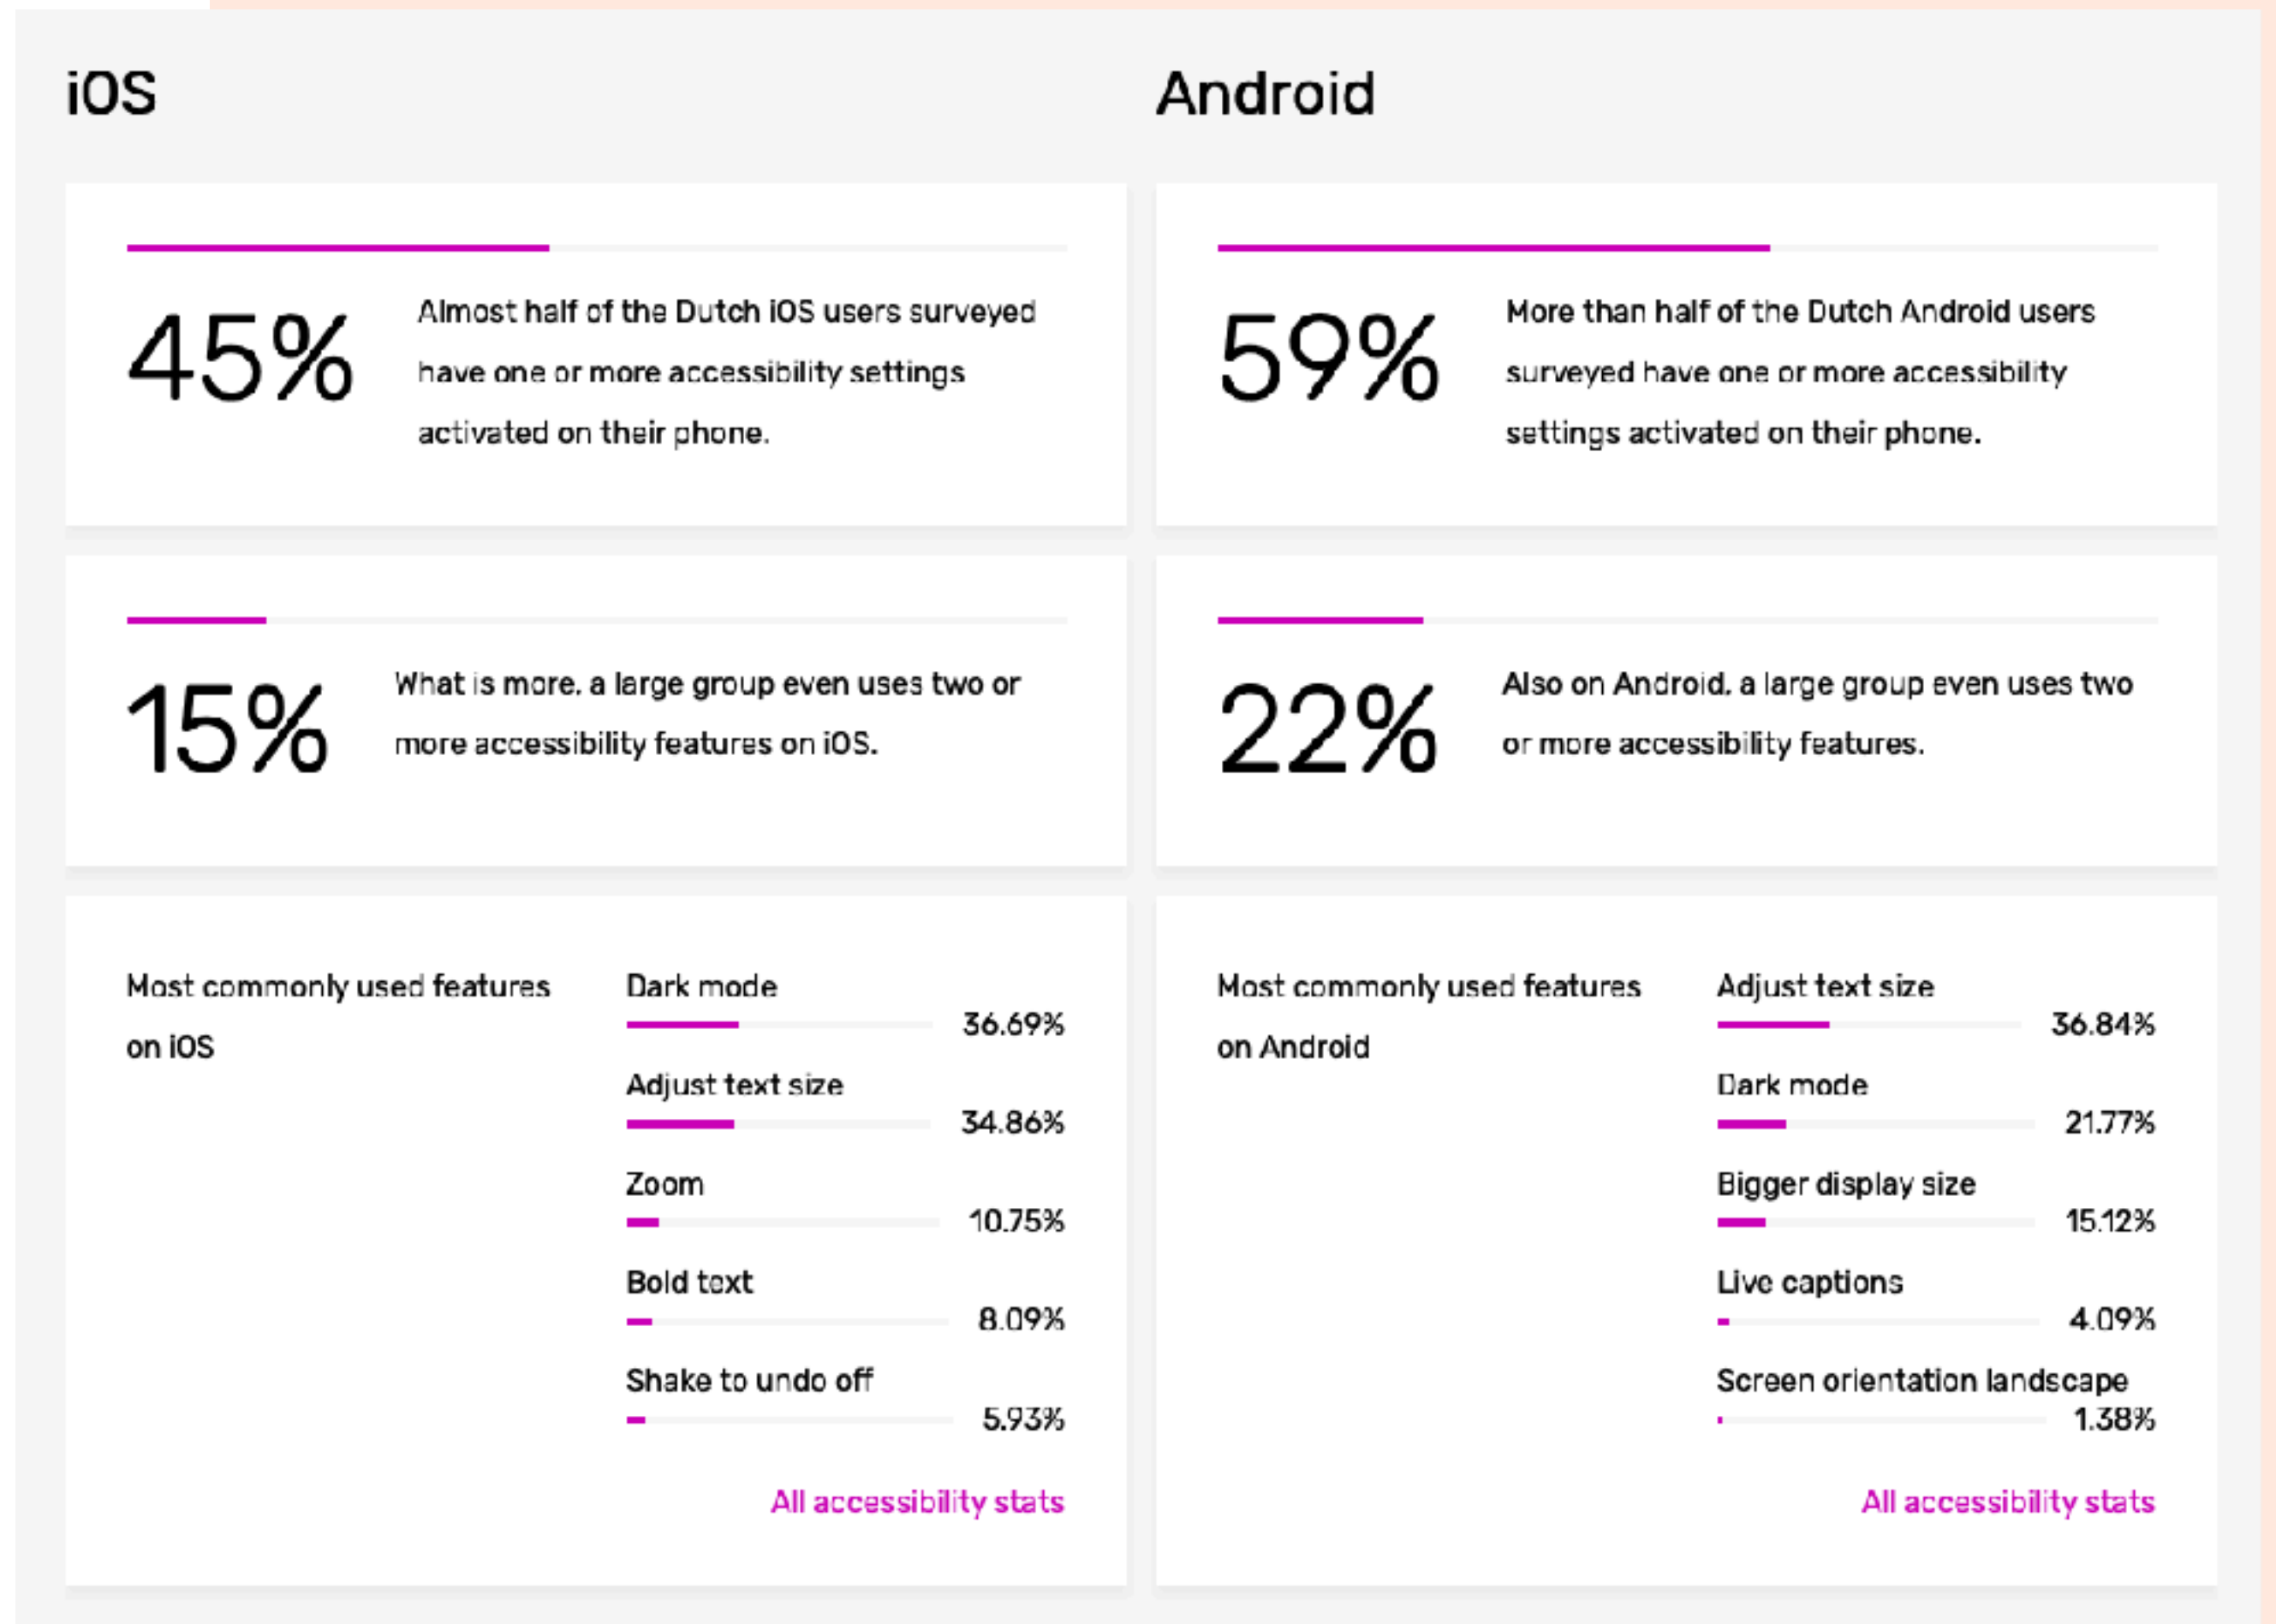 iOS
45%
Almost half of the Dutch iOS users surveyed
have one or more accessibility settings
activated on their phone.
15%
What is more, a large group even uses two or
more accessibility features on iOS.
Most commonly used features
on iOS
Dark mode
36.69%
Adjust text size
34.86%
Zoom
10.75%
Bold text
8.09%
Shake to undo off
5.93%
All accessibility stats
Android
59%
More than half of the Dutch Android users
surveyed have one or more accessibility
settings activated on their phone.
22%
Also on Android, a large group even uses two
or more accessibility features.
Most commonly used features
on Android
Adjust text size
36.84%
Dark mode
21.77%
Bigger display size
15.12%
Live captions
4.09%
Screen orientation landscape
1.38%
All accessibility stats